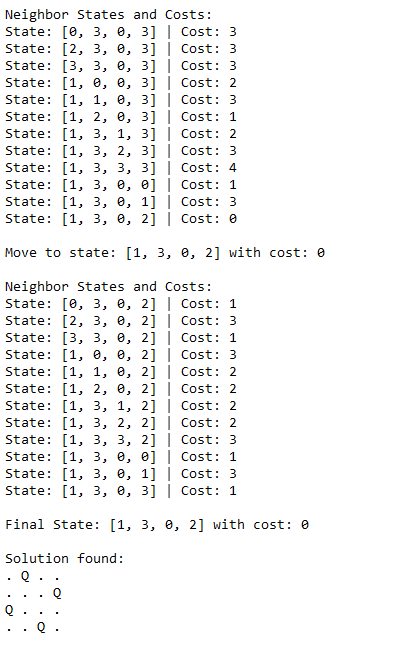 Neighbor States and Costs:
State: [0, 3, 0, 3] | Cost: 3
State: [2, 3, 0, 3] | Cost: 3
State: [3, 3, 0, 3] | Cost: 3
State: [1, 0, 0, 3] | Cost: 2
State: [1, 1, 0, 3] | Cost: 3
State: [1, 2, 0, 3] | Cost: 1
State: [1, 3, 1, 3] | Cost: 2
State: [1, 3, 2, 3] | Cost: 3
State: [1, 3, 3, 3] | Cost: 4
State: [1, 3, 0, 0] | Cost: 1
State: [1, 3, 0, 1] | Cost: 3
State: [1, 3, 0, 2] | Cost: 0

Move to state: [1, 3, 0, 2] with cost: 0

Neighbor States and Costs:
State: [0, 3, 0, 2] | Cost: 1
State: [2, 3, 0, 2] | Cost: 3
State: [3, 3, 0, 2] | Cost: 1
State: [1, 0, 0, 2] | Cost: 3
State: [1, 1, 0, 2] | Cost: 2
State: [1, 2, 0, 2] | Cost: 2
State: [1, 3, 1, 2] | Cost: 2
State: [1, 3, 2, 2] | Cost: 2
State: [1, 3, 3, 2] | Cost: 3
State: [1, 3, 0, 0] | Cost: 1
State: [1, 3, 0, 1] | Cost: 3
State: [1, 3, 0, 3] | Cost: 1

Final State: [1, 3, 0, 2] with cost: 0

Solution found:
. Q . .
. . . Q
Q . . .
. . Q .